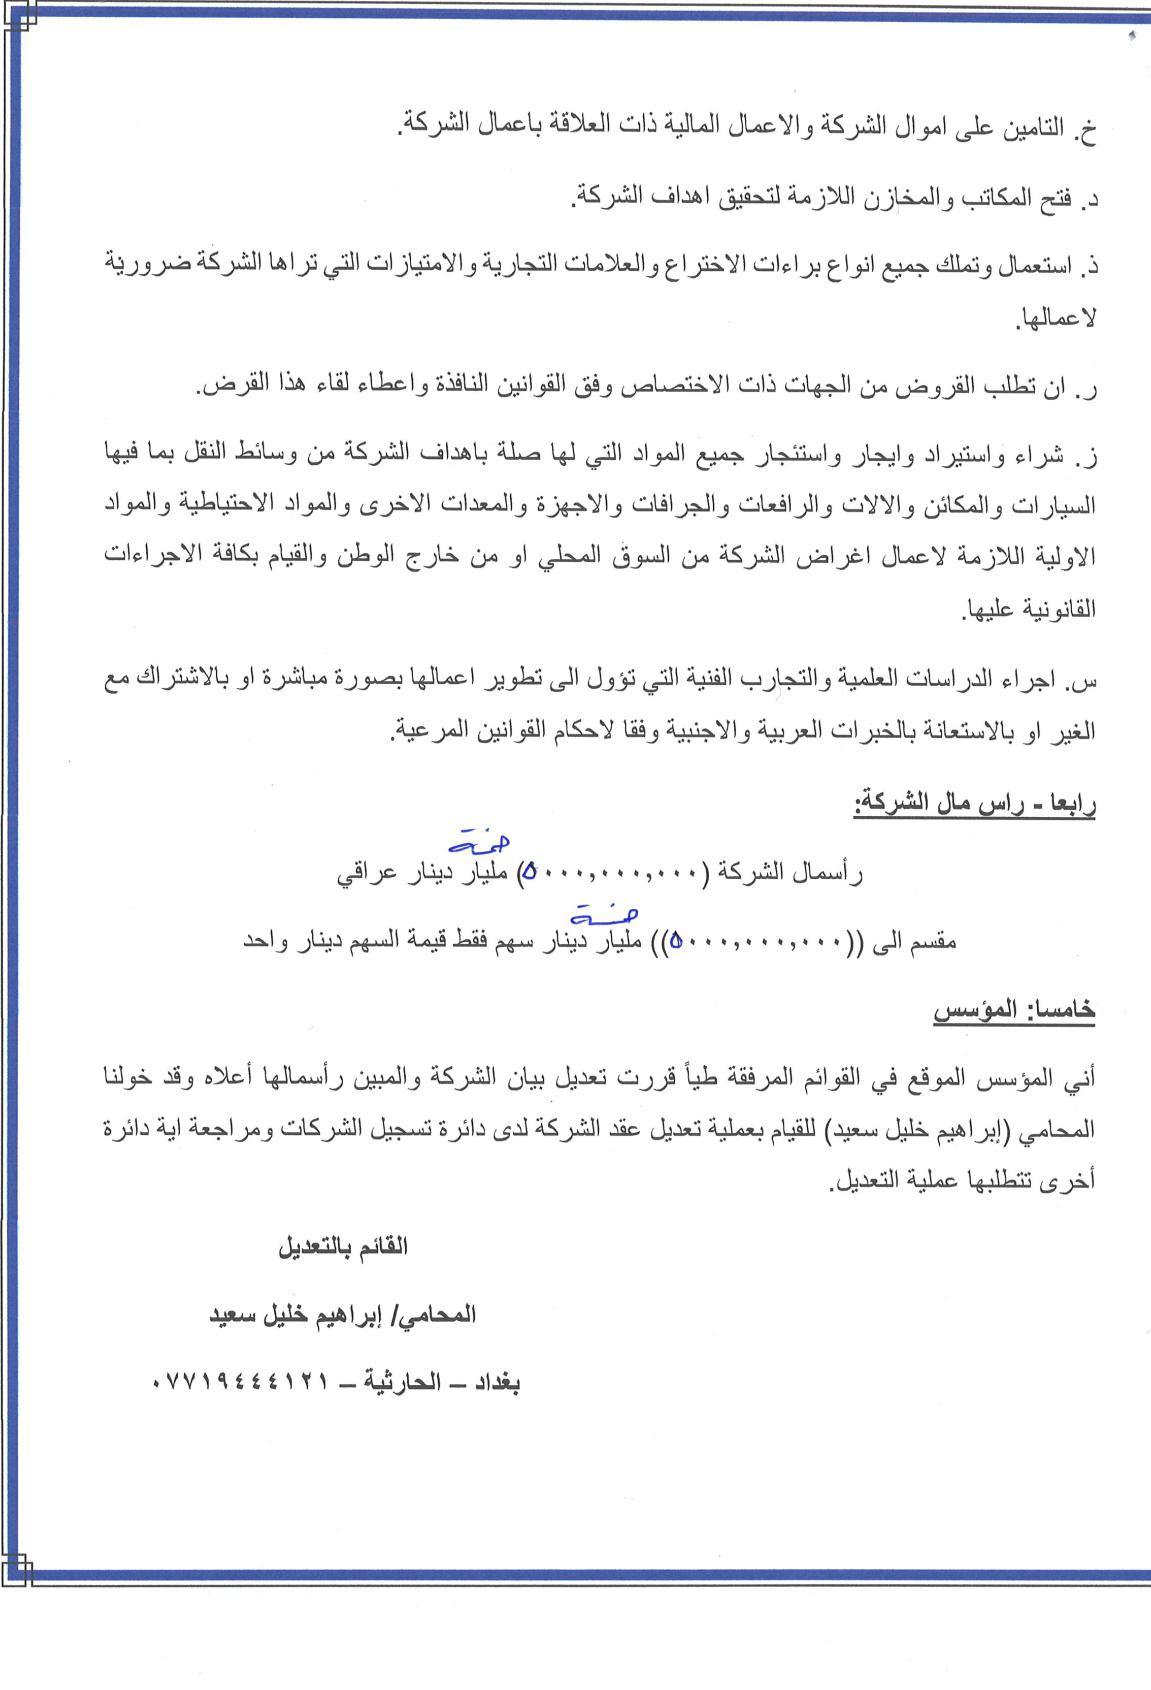 خ. التامين على اموال الشركة والاعمال المالية ذات العلاقة باعمال الشركة.
د. فتح المكاتب والمخازن اللازمة لتحقيق اهداف الشركة.
ذ. استعمال وتملك جميع انواع براءات الاختراع والعلامات التجارية والامتيازات التي تراها الشركة ضرورية
لاعمالها.
ر. ان تطلب القروض من الجهات ذات الاختصاص وفق القوانين النافذة واعطاء لقاء هذا القرض.
ز. شراء واستيراد وايجار واستئجار جميع المواد التي لها صلة باهداف الشركة من وسائط النقل بما فيها
السيارات والمكائن والالات والرافعات والجرافات والاجهزة والمعدات الاخرى والمواد الاحتياطية والمواد
الاولية اللازمة لاعمال اغراض الشركة من السوق المحلي او من خارج الوطن والقيام بكافة الاجراءات
القانونية عليها.
س. اجراء الدراسات العلمية والتجارب الفنية التي تؤول الى تطوير اعمالها بصورة مباشرة او بالاشتراك مع
الغير او بالاستعانة بالخبرات العربية والاجنبية وفقا لاحكام القوانين المرعية.
رابعا - راس مال الشركة:
خمسة
رأسمال الشركة (٥٠٠٠,٠٠٠,٠٠٠) مليار دينار عراقي
خمسة
مقسم الى ((٥٠٠٠,٠٠٠,٠٠٠)) مليار دينار سهم فقط قيمة السهم دينار واحد
خامسا: المؤسس
أني المؤسس الموقع في القوائم المرفقة طياً قررت تعديل بيان الشركة والمبين رأسمالها أعلاه وقد خولنا
المحامي (إبراهيم خليل سعيد) للقيام بعملية تعديل عقد الشركة لدى دائرة تسجيل الشركات ومراجعة اية دائرة
أخرى تتطلبها عملية التعديل.
القائم بالتعديل
المحامي/ إبراهيم خليل سعيد
بغداد – الحارثية – ٠٧٧١٩٤٤٤١٢١